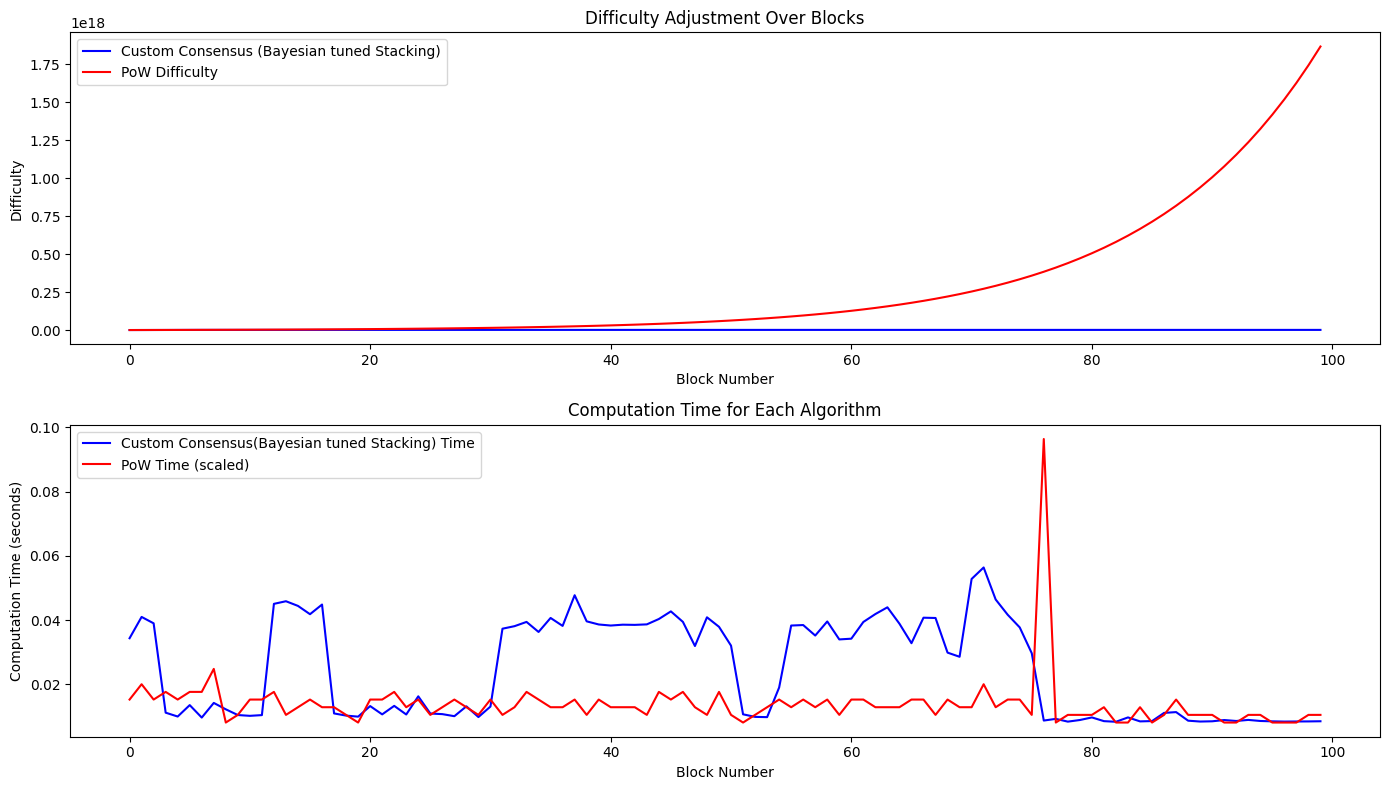 Difficulty Adjustment Over Blocks
1e18
Custom Consensus (Bayesian tuned Stacking)
PoW Difficulty
Difficulty
1.75
1.50
1.25
1.00
0.75
0.50
0.25
0.00
0 20 40 60 80 100
Block Number
Computation Time for Each Algorithm
Custom Consensus(Bayesian tuned Stacking) Time
PoW Time (scaled)
Computation Time (seconds)
0.10
0.08
0.06
0.04
0.02
0 20 40 60 80 100
Block Number